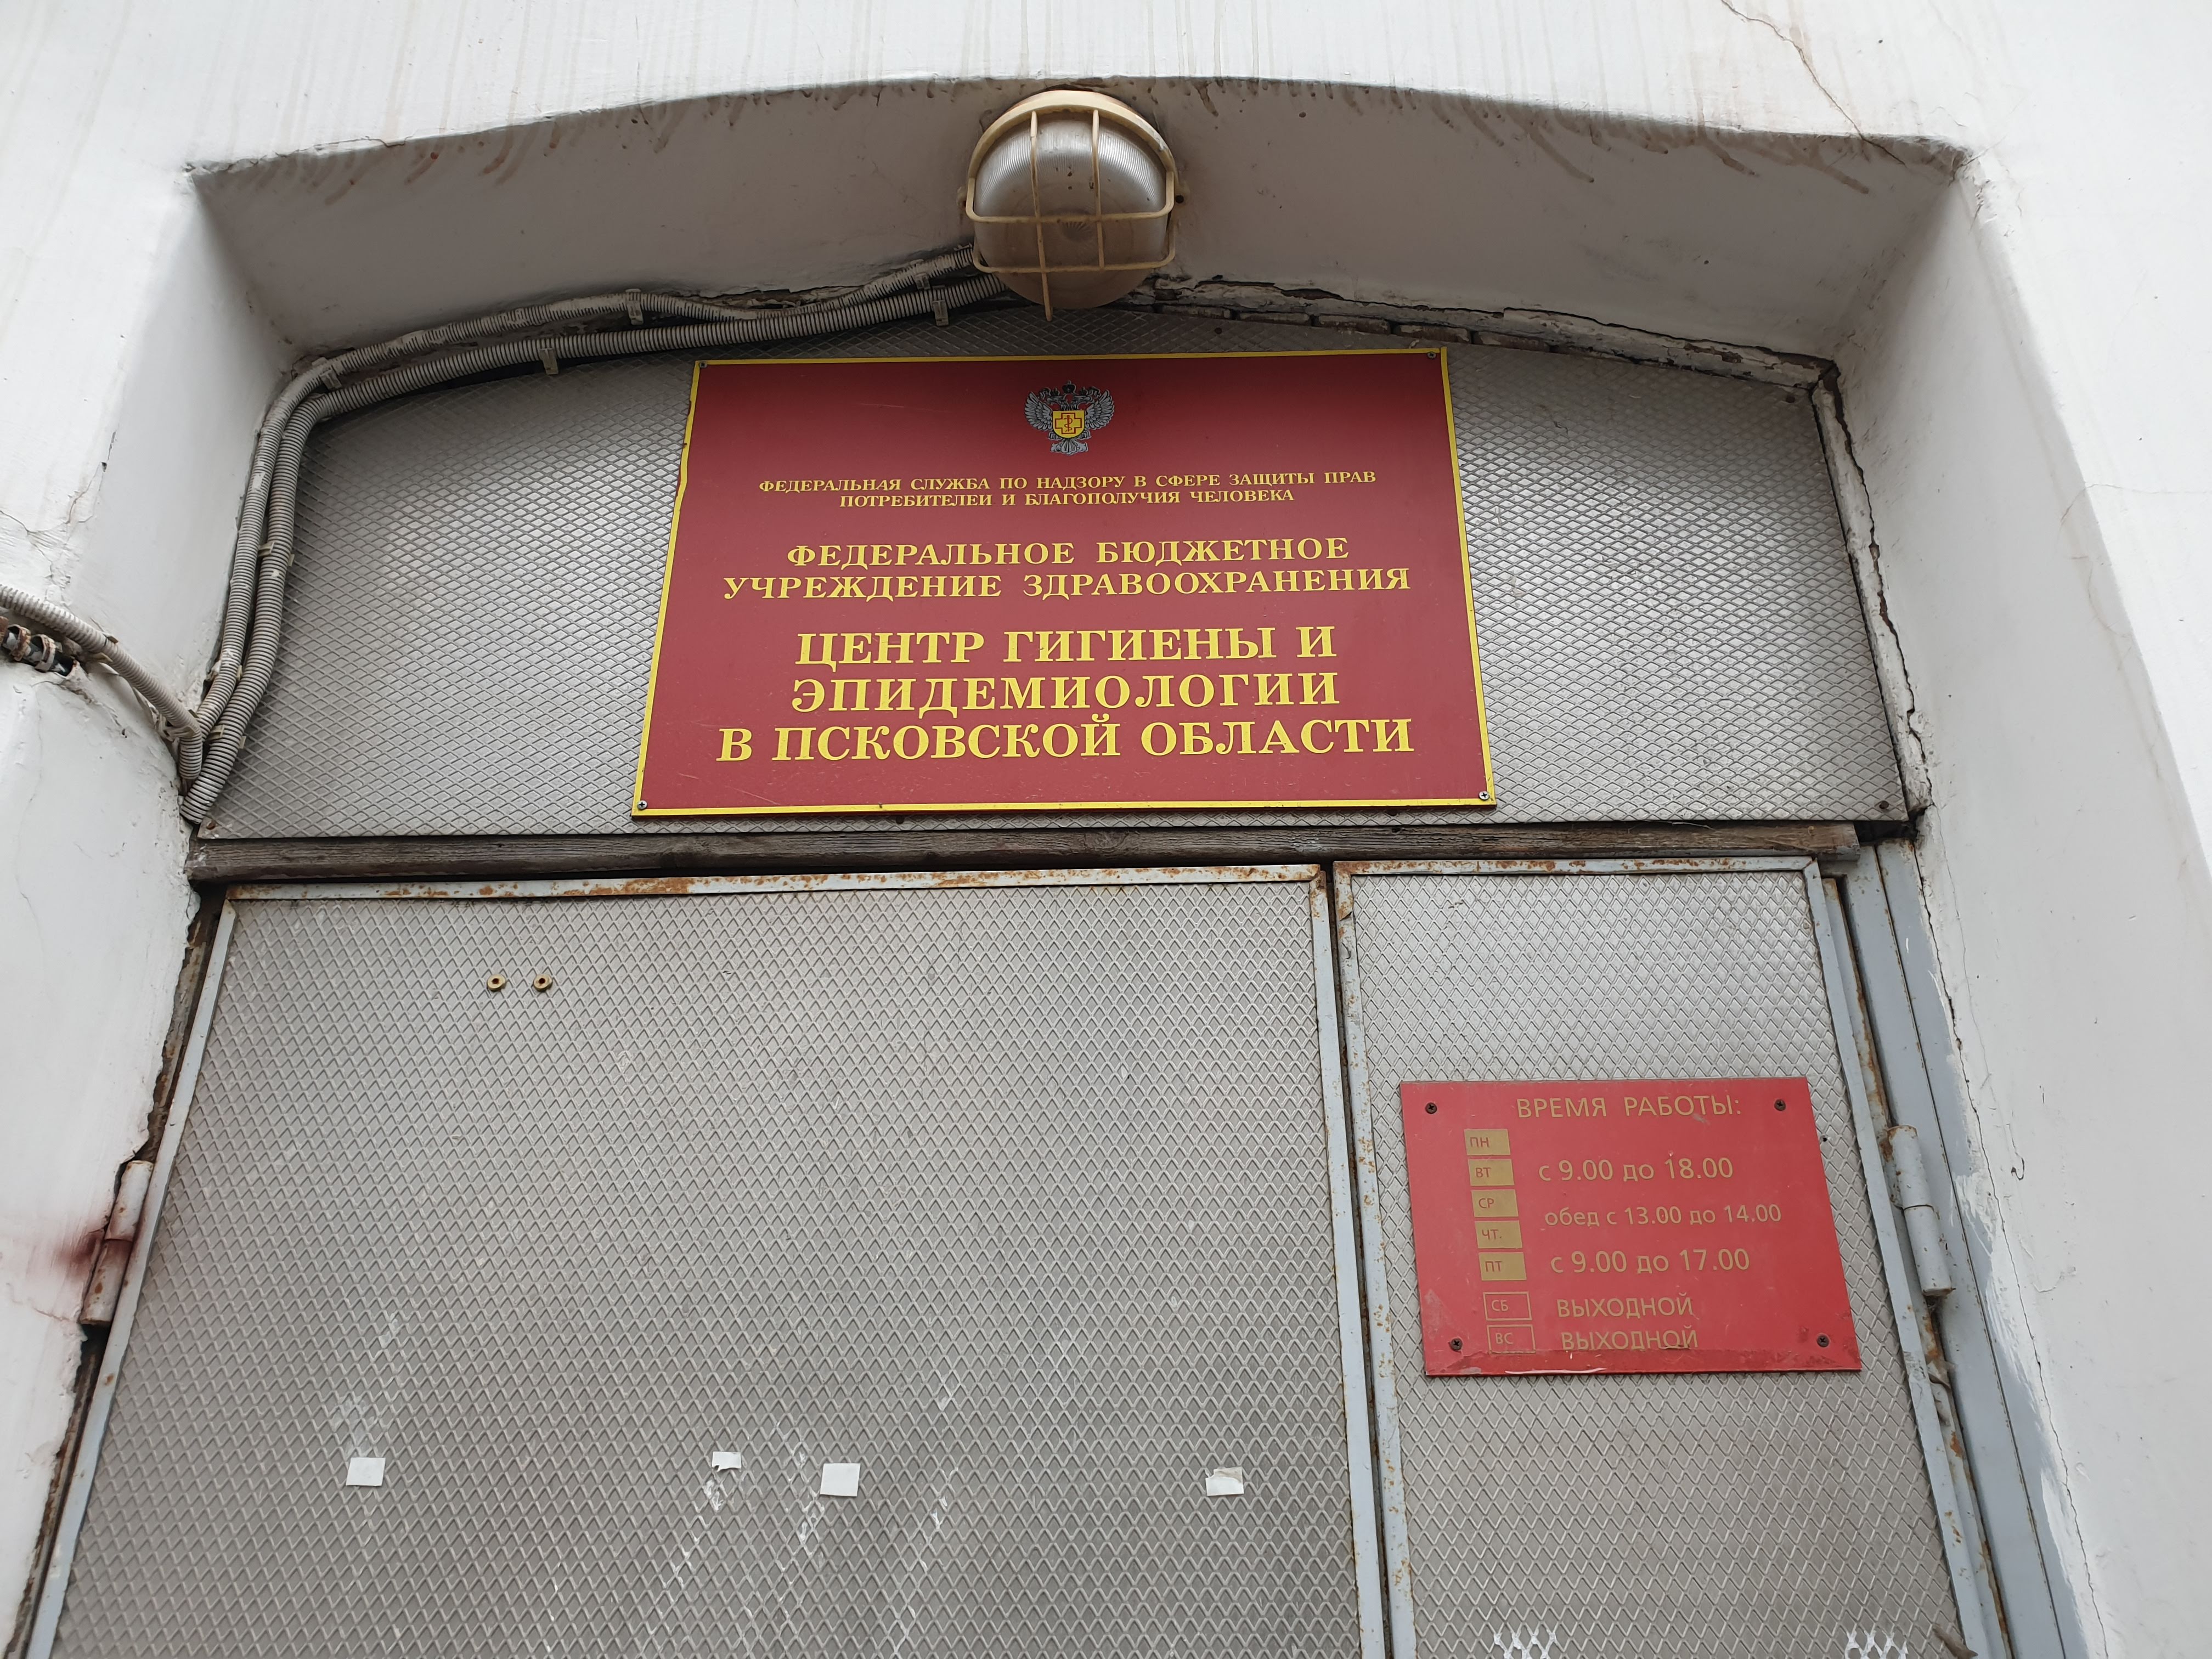 ФЕДЕРАЛЬНАЯ СЛУЖБА ПО НАДЗОРУ В СФЕРЕ ЗАЩИТЫ ПРАВ
ПОТРЕБИТЕЛЕИ И БЛАГОПОЛУЧИЯ ЧЕЛОВЕКА
ФЕДЕРАЛЬНОЕ БЮДЖЕТНОЕ
УЧРЕЖДЕНИЕ ЗДРАВООХРАНЕНИЯ
ЦЕНТР ГИГИЕНЫ И
ЭПИДЕМИОЛОГИИ
В ПСКОВСКОЙ ОБЛАСТИ
ВРЕМЯ РАБОТЫ:
ПН
ВТ с 9.00 до 18.00
СР
обед с 13.00 до 14.00
ЧТ.
ПТ с 9.00 до 17.00
СБ ВЫХОДНОЙ
ВС ВЫХОДНОЙ